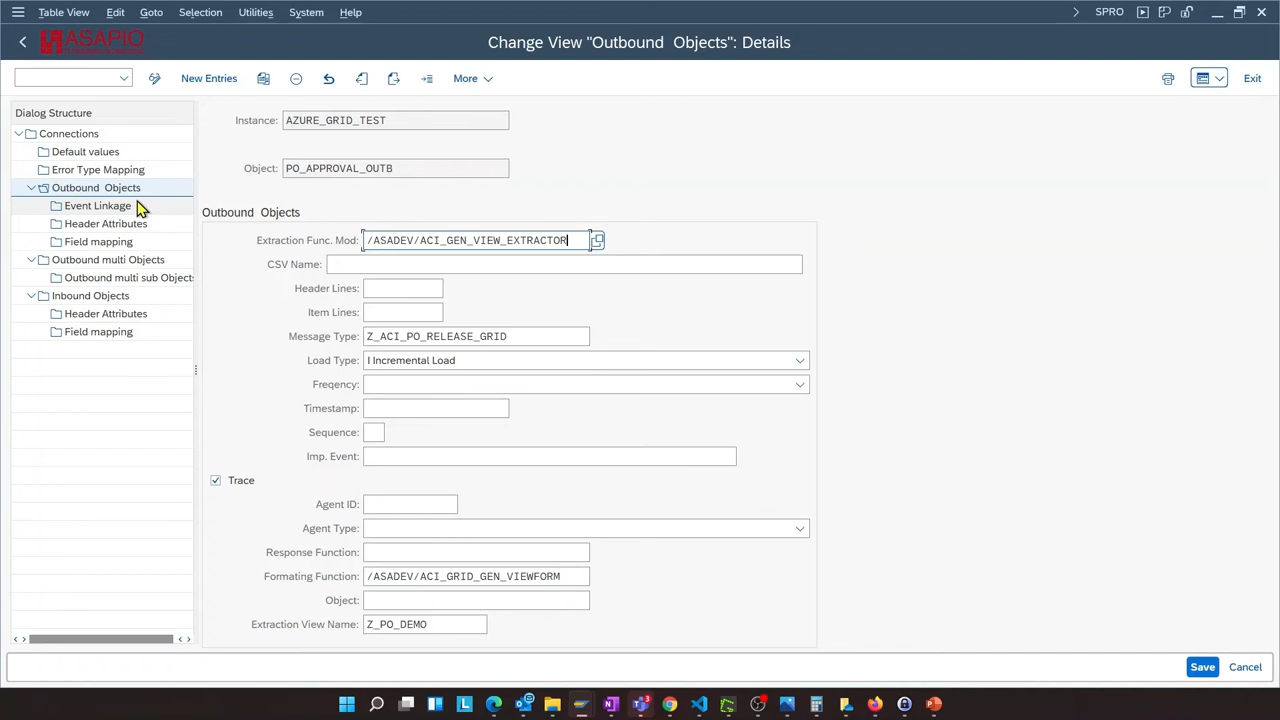 Table View Edit Goto Selection Utilities System Help SPRO
ASAPIO Change View "Outbound Objects": Details
New Entries More Exit
Dialog Structure
Connections
Default values
Error Type Mapping
Outbound Objects
Event Linkage
Header Attributes
Field mapping
Outbound multi Objects
Outbound multi sub Objects
Inbound Objects
Header Attributes
Field mapping
Instance: AZURE_GRID_TEST
Object: PO_APPROVAL_OUTB
Outbound Objects
Extraction Func. Mod: /ASADEV/ACI_GEN_VIEW_EXTRACTOR
CSV Name:
Header Lines:
Item Lines:
Message Type: Z_ACI_PO_RELEASE_GRID
Load Type: I Incremental Load
Freqency:
Timestamp:
Sequence:
Imp. Event:
Trace
Agent ID:
Agent Type:
Response Function:
Formating Function: /ASADEV/ACI_GRID_GEN_VIEWFORM
Object:
Extraction View Name: Z_PO_DEMO
Save Cancel